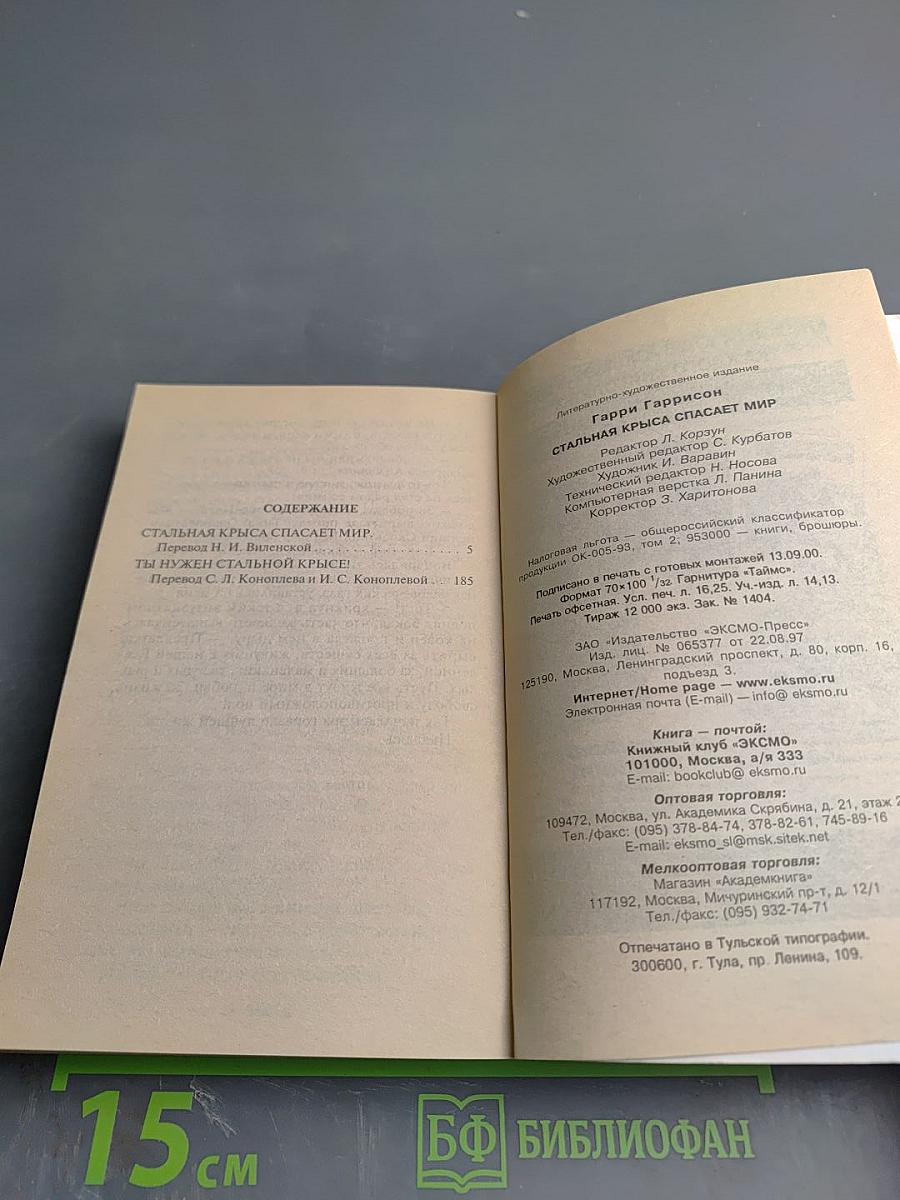 СОДЕРЖАНИЕ
СТАЛЬНАЯ КРЫСА СПАСАЕТ МИР.
Перевод Н. И. Виленской . . . . . . . . . . . . . . . . . . . . 5
ТЫ НУЖЕН СТАЛЬНОЙ КРЫСЕ!
Перевод С. Л. Коноплева и И. С. Коноплевой . . . 185
Литературно-художественное издание
Гарри Гаррисон
СТАЛЬНАЯ КРЫСА СПАСАЕТ МИР
Редактор Л. Корзун
Художественный редактор С. Курбатов
Художник И. Варавин
Технический редактор Н. Носова
Компьютерная верстка Л. Панина
Корректор З. Харитонова
Налоговая льгота — общероссийский классификатор
продукции ОК-005-93, том 2; 953000 — книги, брошюры.
Подписано в печать с готовых монтажей 13.09.00.
Формат 70×100 1/32. Гарнитура «Таймс».
Печать офсетная. Усл. печ. л. 16,25. Уч.-изд. л. 14,13.
Тираж 12 000 экз. Зак. № 1404.
ЗАО «Издательство «ЭКСМО-Пресс»
Изд. лиц. № 065377 от 22.08.97
125190, Москва, Ленинградский проспект, д. 80, корп. 16,
подъезд 3.
Интернет/Home page — www.eksmo.ru
Электронная почта (E-mail) — info@ eksmo.ru
Книга — почтой:
Книжный клуб «ЭКСМО»
101000, Москва, а/я 333
E-mail: bookclub@ eksmo.ru
Оптовая торговля:
109472, Москва, ул. Академика Скрябина, д. 21, этаж 2
Тел./факс: (095) 378-84-74, 378-82-61, 745-89-16
E-mail: eksmo_sl@msk.sitek.net
Мелкооптовая торговля:
Магазин «Академкнига»
117192, Москва, Мичуринский пр-т, д. 12/1
Тел./факс: (095) 932-74-71
Отпечатано в Тульской типографии.
300600, г. Тула, пр. Ленина, 109.
15 см
БФ БИБЛИОФАН